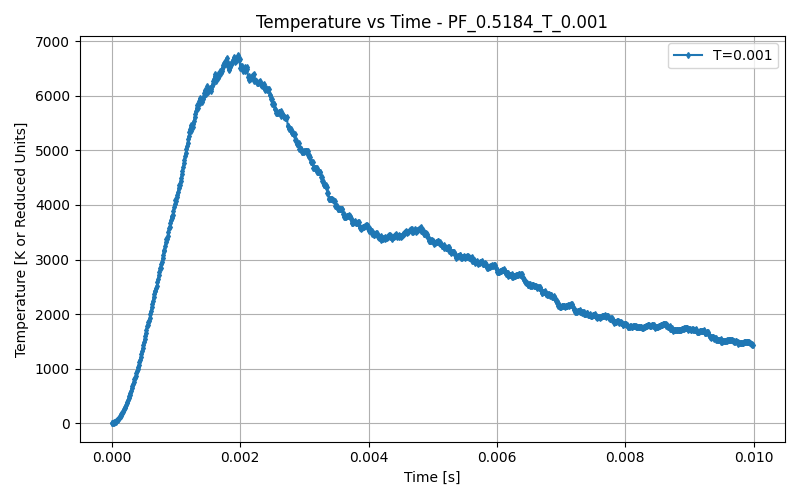 Temperature vs Time - PF_0.5184_T_0.001
T=0.001
Temperature [K or Reduced Units]
7000
6000
5000
4000
3000
2000
1000
0
0.000 0.002 0.004 0.006 0.008 0.010
Time [s]